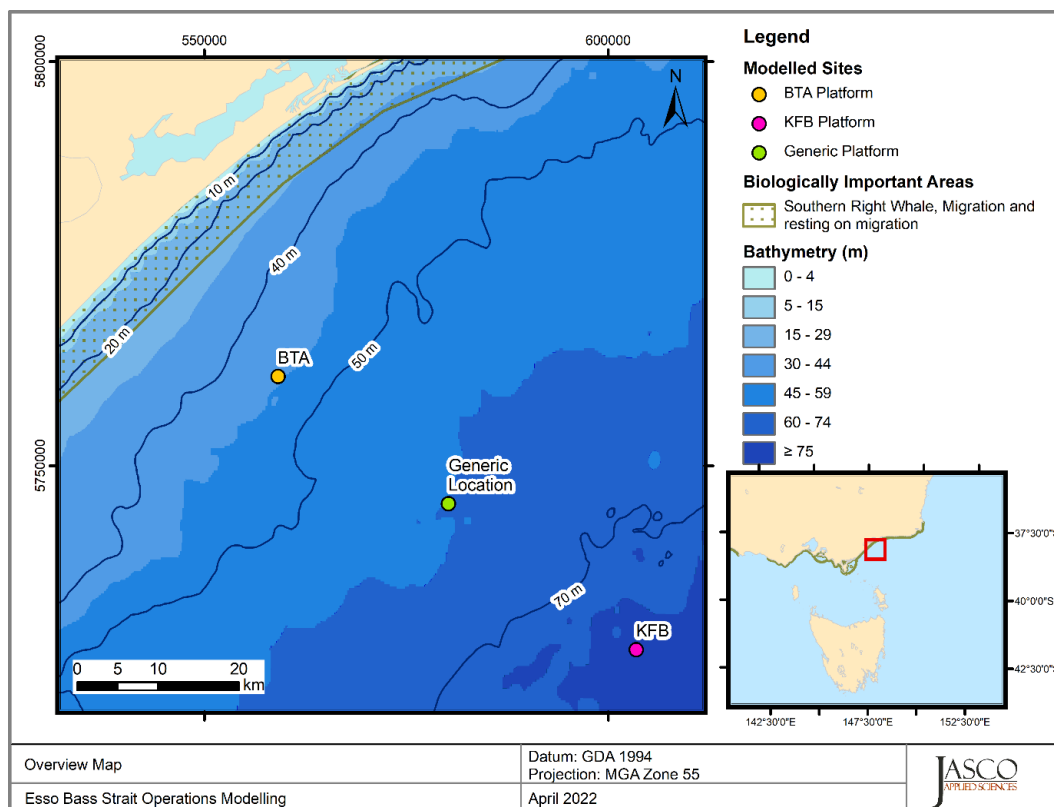 550000
600000
5800000
5750000
N
10 m
20 m
40 m
50 m
70 m
BTA
Generic
Location
KFB
0 5 10 20
km
Legend
Modelled Sites
BTA Platform
KFB Platform
Generic Platform
Biologically Important Areas
Southern Right Whale, Migration and
resting on migration
Bathymetry (m)
0 - 4
5 - 15
15 - 29
30 - 44
45 - 59
60 - 74
≥ 75
37°30'0"S
40°0'0"S
42°30'0"S
142°30'0"E 147°30'0"E 152°30'0"E
Overview Map
Datum: GDA 1994
Projection: MGA Zone 55
Esso Bass Strait Operations Modelling
April 2022
JASCO
APPLIED SCIENCES